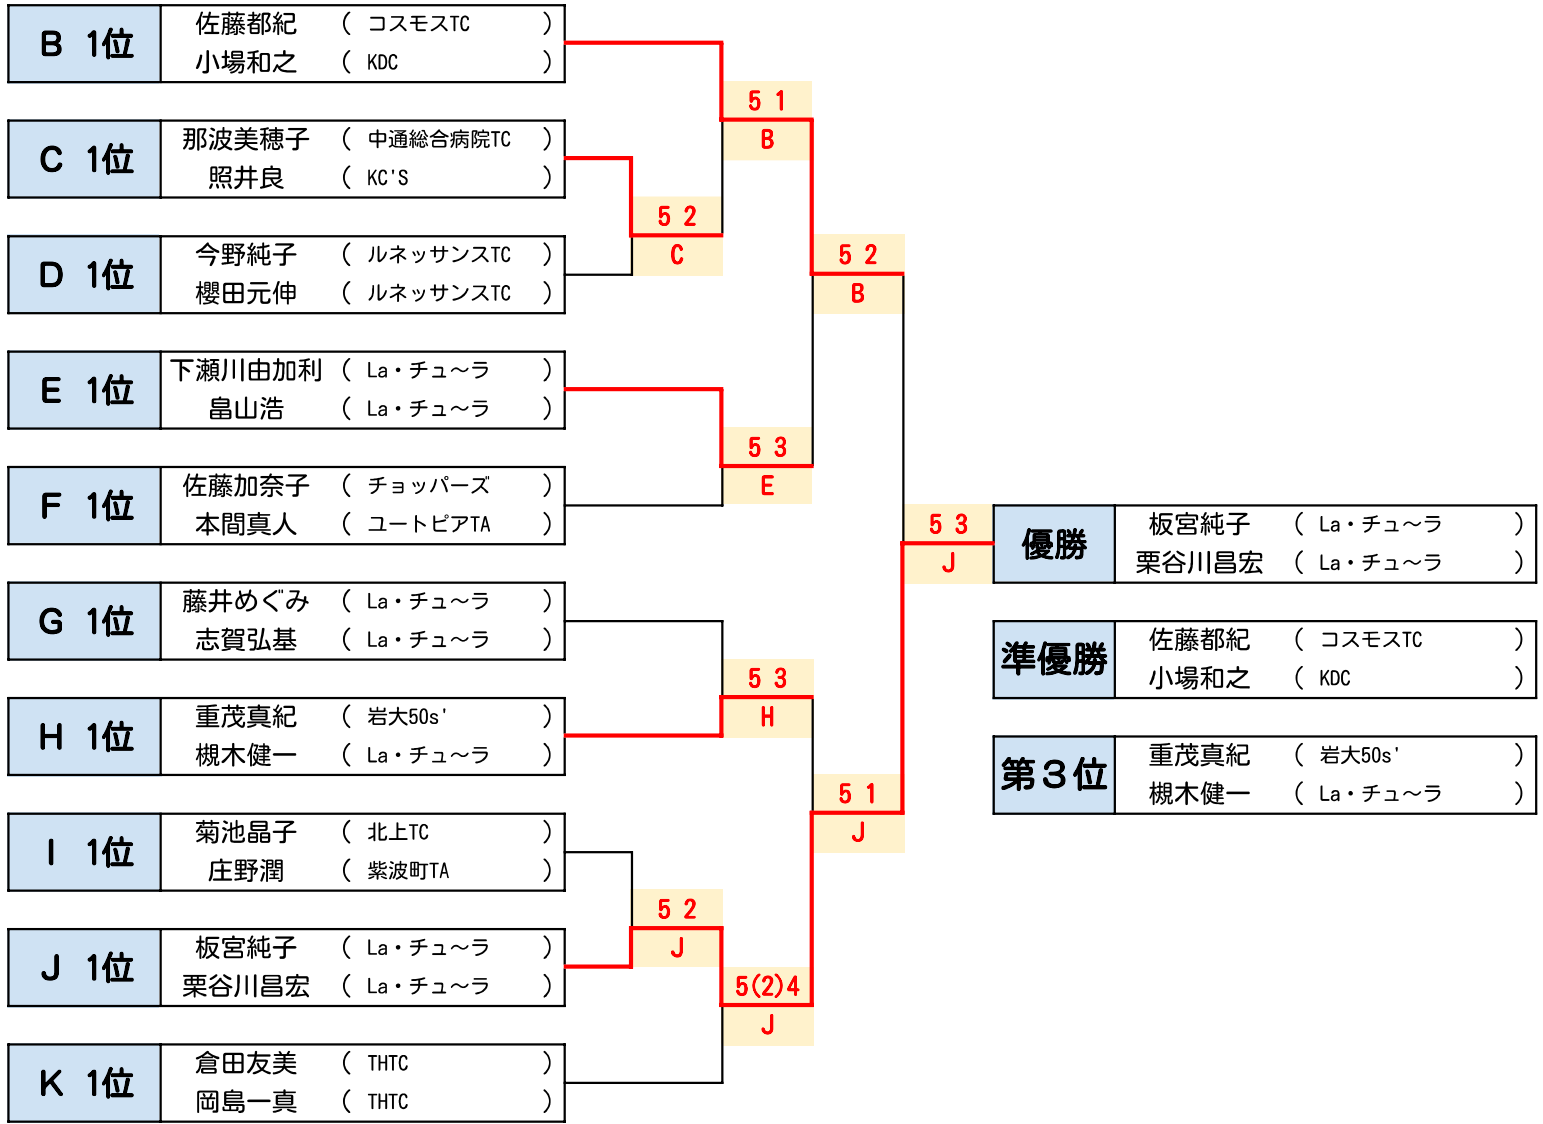 B 1位
佐藤都紀 ( コスモスTC )
小場和之 ( KDC )
5 1
B
C 1位
那波美穂子 ( 中通総合病院TC )
照井良 ( KC'S )
5 2
C
D 1位
今野純子 ( ルネッサンスTC )
櫻田元伸 ( ルネッサンスTC )
5 2
B
E 1位
下瀬川由加利 ( La・チュ～ラ )
畠山浩 ( La・チュ～ラ )
5 3
E
F 1位
佐藤加奈子 ( チョッパーズ )
本間真人 ( ユートピアTA )
5 3
J
優勝
板宮純子 ( La・チュ～ラ )
栗谷川昌宏 ( La・チュ～ラ )
G 1位
藤井めぐみ ( La・チュ～ラ )
志賀弘基 ( La・チュ～ラ )
準優勝
佐藤都紀 ( コスモスTC )
小場和之 ( KDC )
5 3
H
H 1位
重茂真紀 ( 岩大50s' )
槻木健一 ( La・チュ～ラ )
第３位
重茂真紀 ( 岩大50s' )
槻木健一 ( La・チュ～ラ )
5 1
J
I 1位
菊池晶子 ( 北上TC )
庄野潤 ( 紫波町TA )
5 2
J
J 1位
板宮純子 ( La・チュ～ラ )
栗谷川昌宏 ( La・チュ～ラ )
5(2)4
J
K 1位
倉田友美 ( THTC )
岡島一真 ( THTC )